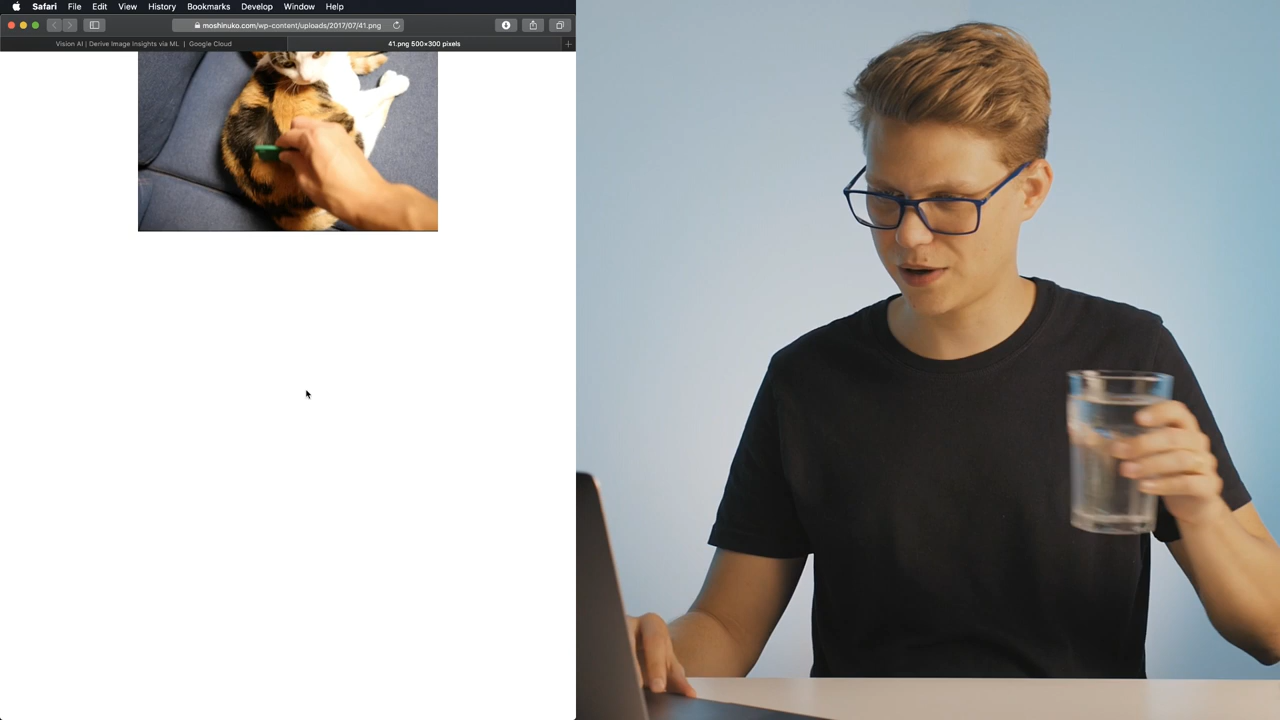 Safari File Edit View History Bookmarks Develop Window Help
moshinuko.com/wp-content/uploads/2017/07/41.png
Vision AI | Derive Image Insights via ML | Google Cloud
41.png 500×300 pixels